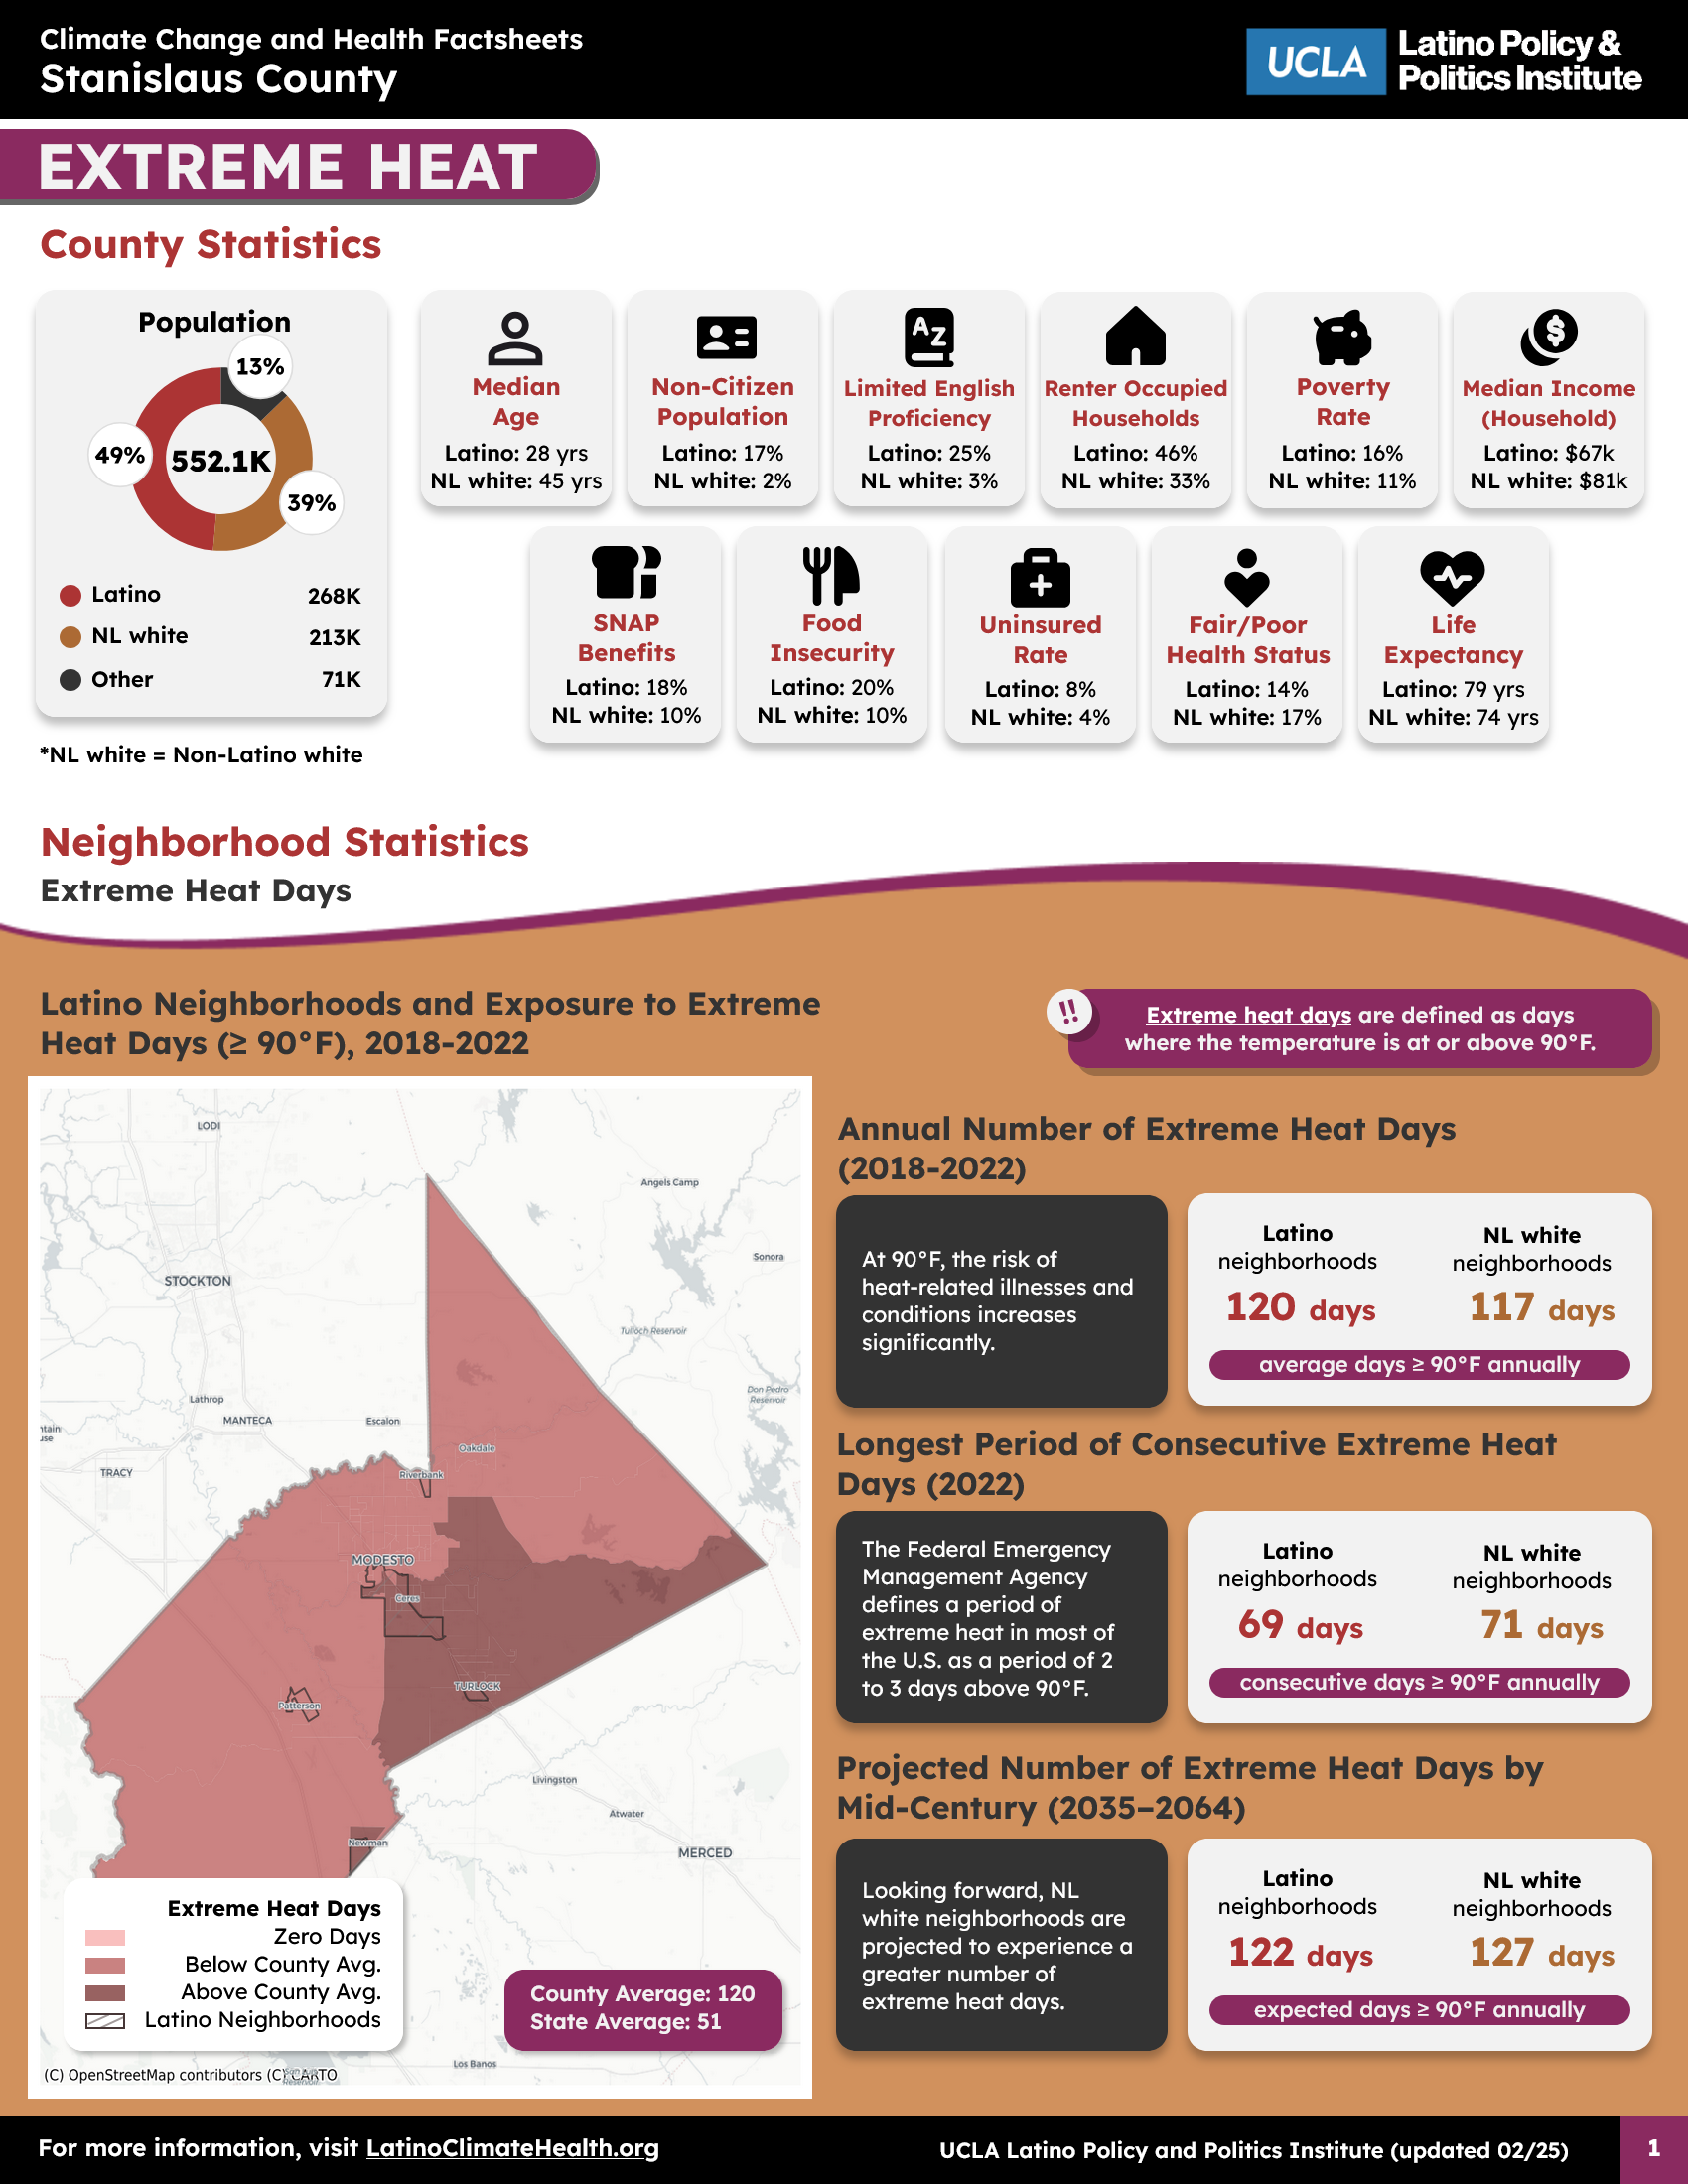 Climate Change and Health Factsheets
Stanislaus County
UCLA
Latino Policy &
Politics Institute
EXTREME HEAT
County Statistics
Population
13%
49%
552.1K
39%
Latino 268K
NL white 213K
Other 71K
*NL white = Non-Latino white
Median
Age
Latino: 28 yrs
NL white: 45 yrs
Non-Citizen
Population
Latino: 17%
NL white: 2%
AZ
Limited English
Proficiency
Latino: 25%
NL white: 3%
Renter Occupied
Households
Latino: 46%
NL white: 33%
Poverty
Rate
Latino: 16%
NL white: 11%
$
Median Income
(Household)
Latino: $67k
NL white: $81k
SNAP
Benefits
Latino: 18%
NL white: 10%
Food
Insecurity
Latino: 20%
NL white: 10%
Uninsured
Rate
Latino: 8%
NL white: 4%
Fair/Poor
Health Status
Latino: 14%
NL white: 17%
Life
Expectancy
Latino: 79 yrs
NL white: 74 yrs
Neighborhood Statistics
Extreme Heat Days
Latino Neighborhoods and Exposure to Extreme
Heat Days (≥ 90°F), 2018-2022
!!
Extreme heat days are defined as days
where the temperature is at or above 90°F.
LODI
Angels Camp
Sonora
STOCKTON
Tulloch Reservoir
Don Pedro
Reservoir
Lathrop
MANTECA
Escalon
ntain
use
Oakdale
TRACY
Riverbank
MODESTO
Ceres
TURLOCK
Patterson
Livingston
Atwater
Newman
MERCED
Los Banos
Extreme Heat Days
Zero Days
Below County Avg.
Above County Avg.
Latino Neighborhoods
County Average: 120
State Average: 51
(C) OpenStreetMap contributors (C) CARTO
Reservoir
Annual Number of Extreme Heat Days
(2018-2022)
At 90°F, the risk of
heat-related illnesses and
conditions increases
significantly.
Latino
neighborhoods
120 days
NL white
neighborhoods
117 days
average days ≥ 90°F annually
Longest Period of Consecutive Extreme Heat
Days (2022)
The Federal Emergency
Management Agency
defines a period of
extreme heat in most of
the U.S. as a period of 2
to 3 days above 90°F.
Latino
neighborhoods
69 days
NL white
neighborhoods
71 days
consecutive days ≥ 90°F annually
Projected Number of Extreme Heat Days by
Mid-Century (2035–2064)
Looking forward, NL
white neighborhoods are
projected to experience a
greater number of
extreme heat days.
Latino
neighborhoods
122 days
NL white
neighborhoods
127 days
expected days ≥ 90°F annually
For more information, visit LatinoClimateHealth.org
UCLA Latino Policy and Politics Institute (updated 02/25)
1